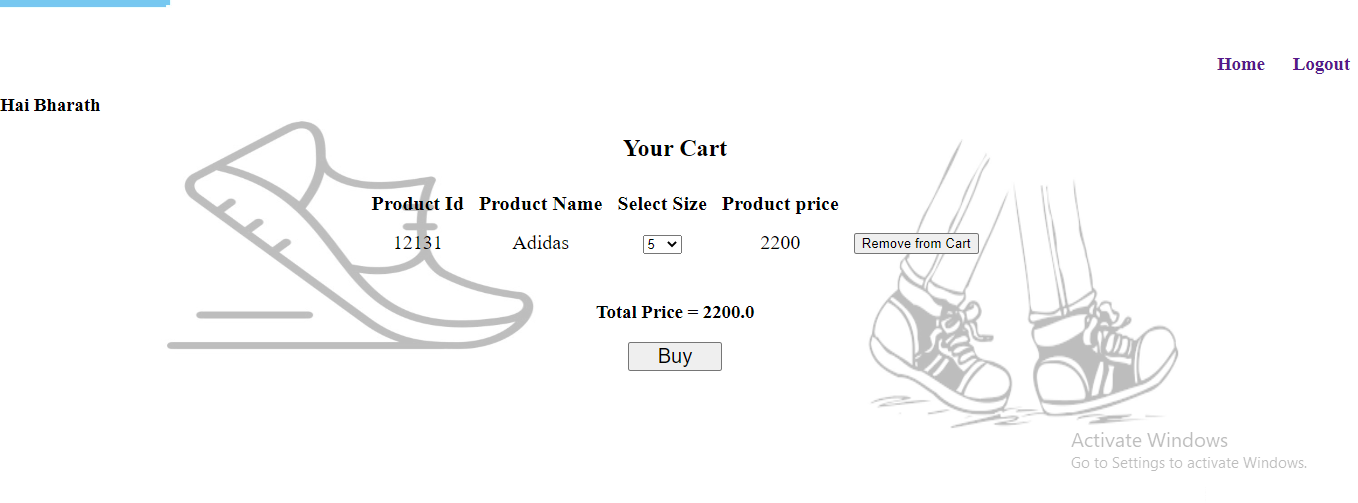 Home Logout
Hai Bharath
Your Cart
Product Id Product Name Select Size Product price
12131 Adidas 5 2200 Remove from Cart
Total Price = 2200.0
Buy
Activate Windows
Go to Settings to activate Windows.